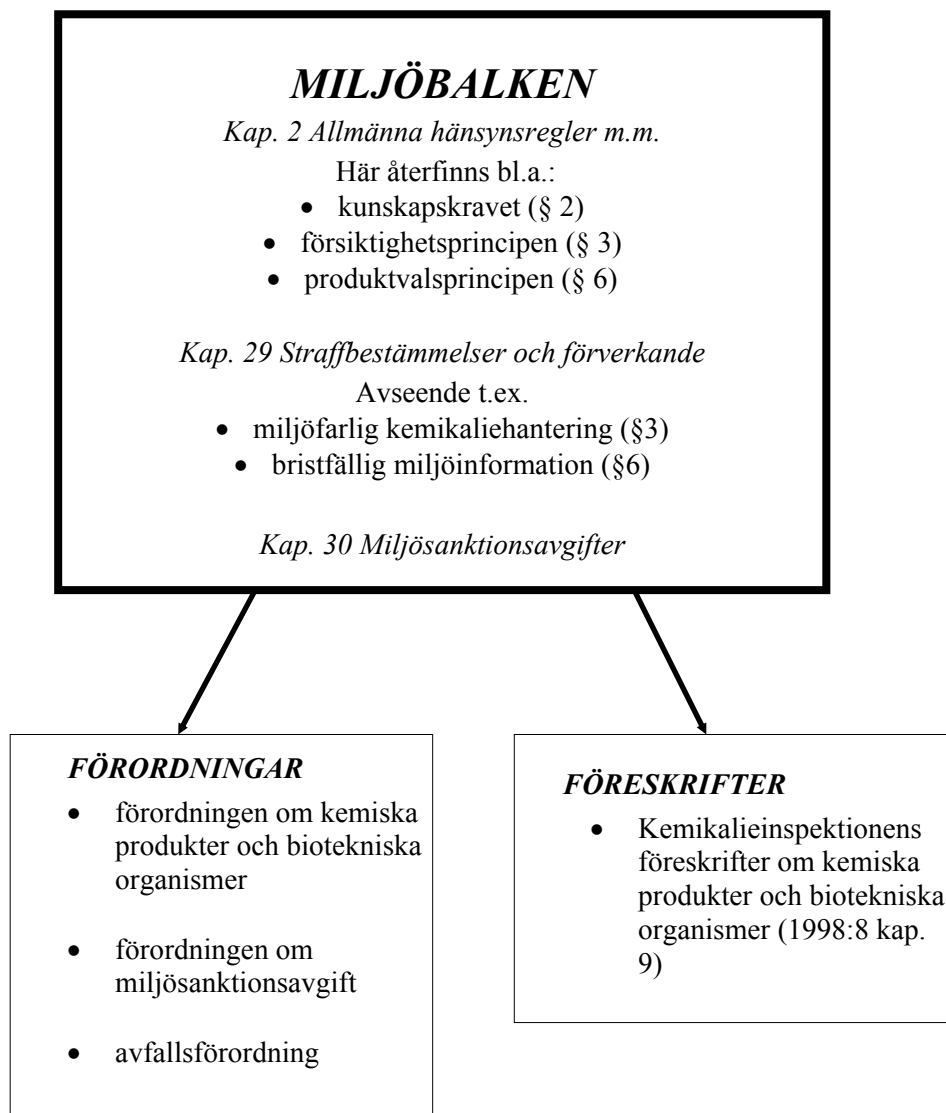 MILJÖBALKEN
Kap. 2 Allmänna hänsynsregler m.m.
Här återfinns bl.a.:
• kunskapskravet (§ 2)
• försiktighetsprincipen (§ 3)
• produktvalsprincipen (§ 6)
Kap. 29 Straffbestämmelser och förverkande
Avseende t.ex.
• miljöfarlig kemikaliehantering (§3)
• bristfällig miljöinformation (§6)
Kap. 30 Miljösanktionsavgifter
FÖRORDNINGAR
• förordningen om kemiska
produkter och biotekniska
organismer
• förordningen om
miljösanktionsavgift
• avfallsförordning
FÖRESKRIFTER
• Kemikalieinspektionens
föreskrifter om kemiska
produkter och biotekniska
organismer (1998:8 kap.
9)